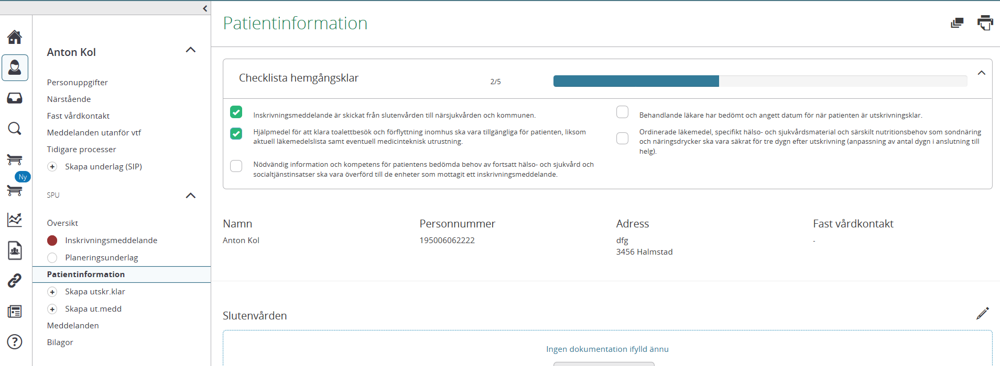 Patientinformation
Anton Kol
Personuppgifter
Närstående
Fast vårdkontakt
Meddelanden utanför vtf
Tidigare processer
Skapa underlag (SIP)
Ny
SPU
Översikt
Inskrivningsmeddelande
Planeringsunderlag
Patientinformation
Skapa utskr.klar
Skapa ut.medd
Meddelanden
Bilagor
Checklista hemgångsklar
2/5
Inskrivningsmeddelande är skickat från slutenvården till närsjukvården och kommunen.
Hjälpmedel för att klara toalettbesök och förflyttning inomhus ska vara tillgängliga för patienten, liksom
aktuell läkemedelslista samt eventuell medicinteknisk utrustning.
Nödvändig information och kompetens för patientens bedömda behov av fortsatt hälso- och sjukvård och
socialtjänstinsatser ska vara överförd till de enheter som mottagit ett inskrivningsmeddelande.
Behandlande läkare har bedömt och angett datum för när patienten är utskrivningsklar.
Ordinerade läkemedel, specifikt hälso- och sjukvårdsmaterial och särskilt nutritionsbehov som sondnäring
och näringsdrycker ska vara säkrat för tre dygn efter utskrivning (anpassning av antal dygn i anslutning till
helg).
Namn
Anton Kol
Personnummer
195006062222
Adress
dfg
3456 Halmstad
Fast vårdkontakt
-
Slutenvården
Ingen dokumentation ifylld ännu